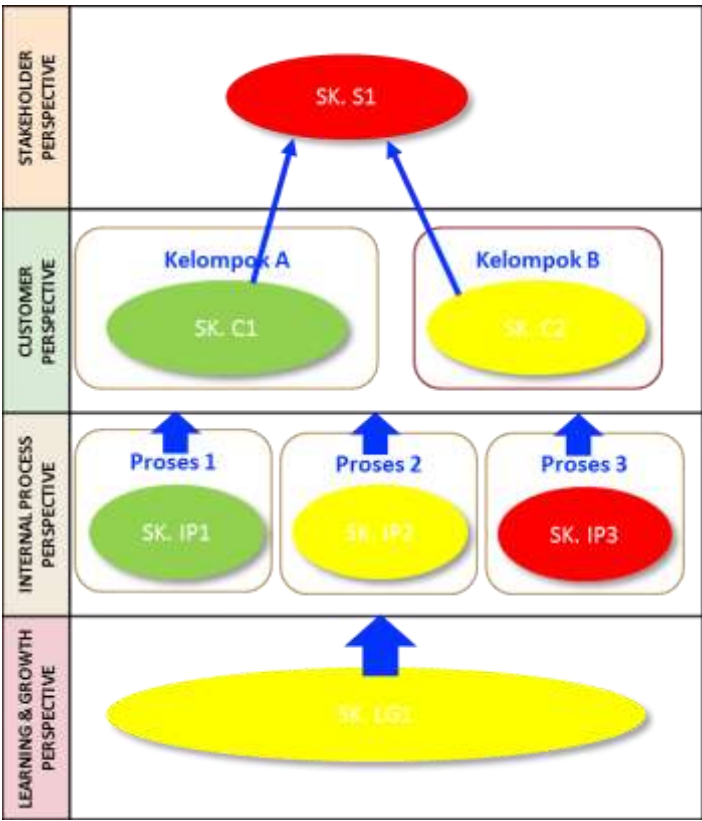 STAKEHOLDER
PERSPECTIVE
SK. S1
CUSTOMER
PERSPECTIVE
Kelompok A
Kelompok B
SK. C1
SK. C2
INTERNAL PROCESS
PERSPECTIVE
Proses 1
Proses 2
Proses 3
SK. IP1
SK. IP2
SK. IP3
LEARNING & GROWTH
PERSPECTIVE
SK. LG1